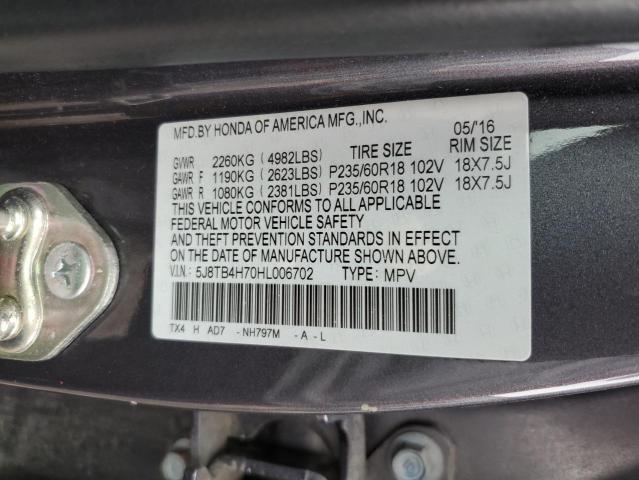 MFD.BY HONDA OF AMERICA MFG.,INC. 05/'16
GVWR 2260KG (4982LBS) TIRE SIZE RIM SIZE
GAWR F 1190KG (2623LBS) P235/60R18 102V 18X7.5J
GAWR R 1080KG (2381LBS) P235/60R18 102V 18X7.5J
THIS VEHICLE CONFORMS TO ALL APPLICABLE
FEDERAL MOTOR VEHICLE SAFETY
AND THEFT PREVENTION STANDARDS IN EFFECT
ON THE DATE OF MANUFACTURE SHOWN ABOVE.
V.I.N.: 5J8TB4H70HL006702 TYPE: MPV
TX4 H AD7 - NH797M - A - L